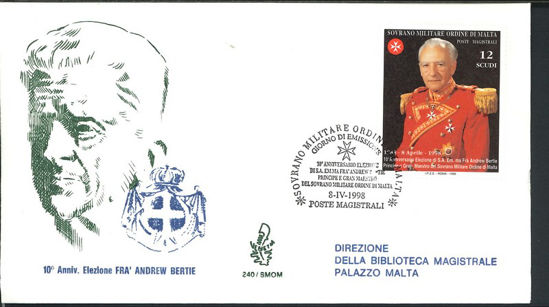 SOVRANO MILITARE ORDINE DI MALTA
POSTE MAGISTRALI
12
SCUDI
8 Aprile
10° Anniversario Elezione di S.A. Em. ma Fra' Andrew Bertie
Principe e Gran Maestro del Sovrano Militare Ordine di Malta
SOVRANO MILITARE ORDINE DI MALTA
GIORNO DI EMISSIONE
10° ANNIVERSARIO ELEZIONE
DI S.A. EM.MA FRA' ANDREW BERTIE
PRINCIPE E GRAN MAESTRO
DEL SOVRANO MILITARE ORDINE DI MALTA
8-IV-1998
POSTE MAGISTRALI
10° Anniv. Elezione FRA' ANDREW BERTIE
Venetia
240/SMOM
DIREZIONE
DELLA BIBLIOTECA MAGISTRALE
PALAZZO MALTA